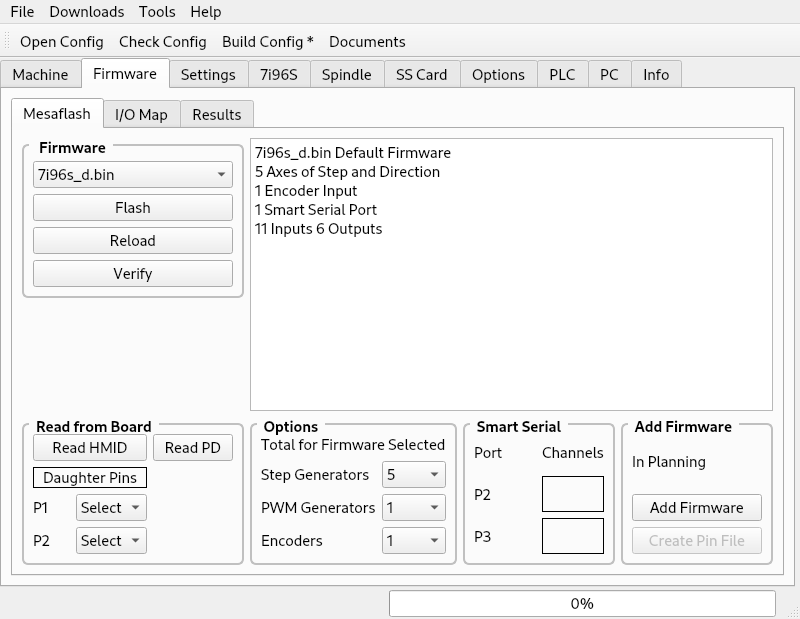 File Downloads Tools Help
Open Config Check Config Build Config * Documents
Machine Firmware Settings 7i96S Spindle SS Card Options PLC PC Info
Mesaflash I/O Map Results
Firmware
7i96s_d.bin
Flash
Reload
Verify
7i96s_d.bin Default Firmware
5 Axes of Step and Direction
1 Encoder Input
1 Smart Serial Port
11 Inputs 6 Outputs
Read from Board
Read HMID Read PD
Daughter Pins
P1 Select
P2 Select
Options
Total for Firmware Selected
Step Generators 5
PWM Generators 1
Encoders 1
Smart Serial
Port Channels
P2
P3
Add Firmware
In Planning
Add Firmware
Create Pin File
0%